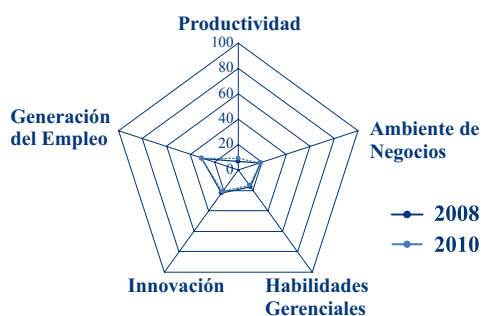 Productividad
100
80
60
40
20
0
Generación
del Empleo
Ambiente de
Negocios
2008
2010
Innovación
Habilidades
Gerenciales